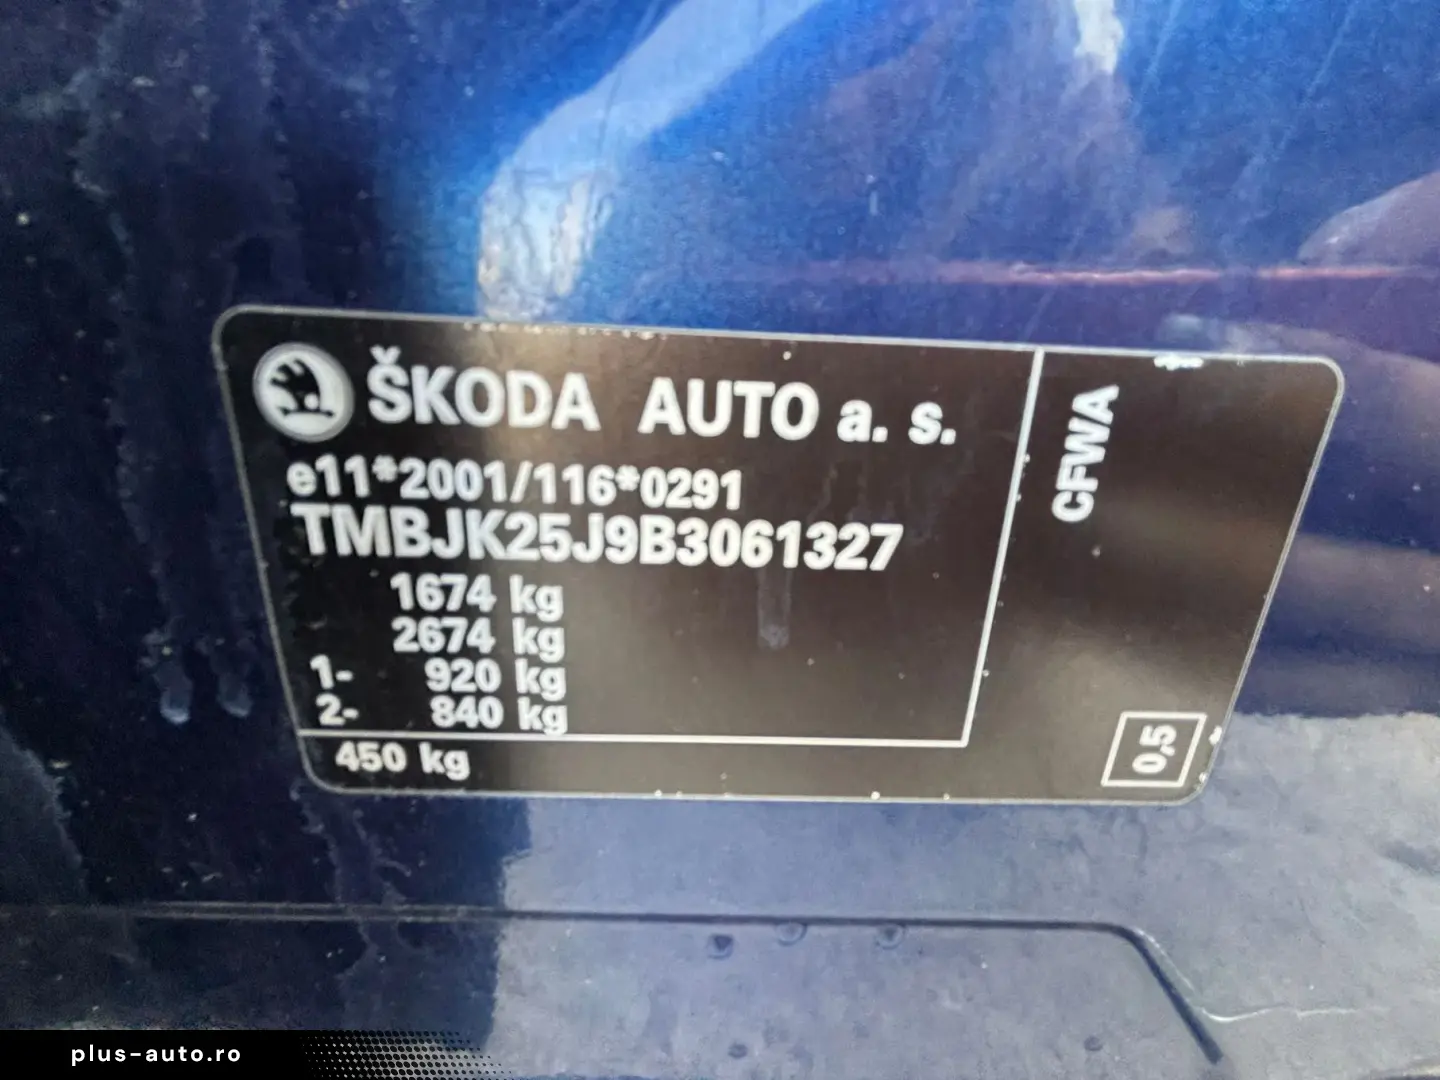 ŠKODA AUTO a. s.
e11*2001/116*0291
TMBJK25J9B3061327
1674 kg
2674 kg
1- 920 kg
2- 840 kg
450 kg
CFWA
0,5
plus-auto.ro